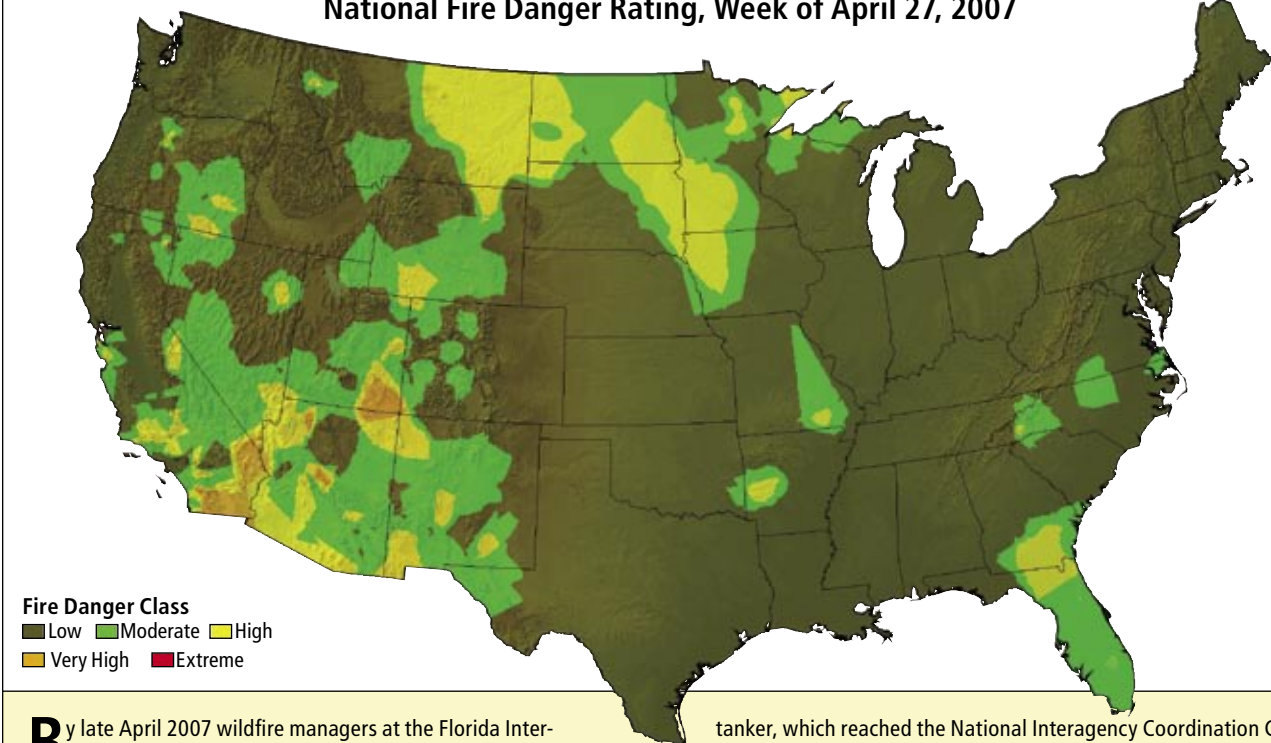 National Fire Danger Rating, Week of April 27, 2007
Fire Danger Class
Low Moderate High
Very High Extreme
By late April 2007 wildfire managers at the Florida Inter-
tanker, which reached the National Interagency Coordination